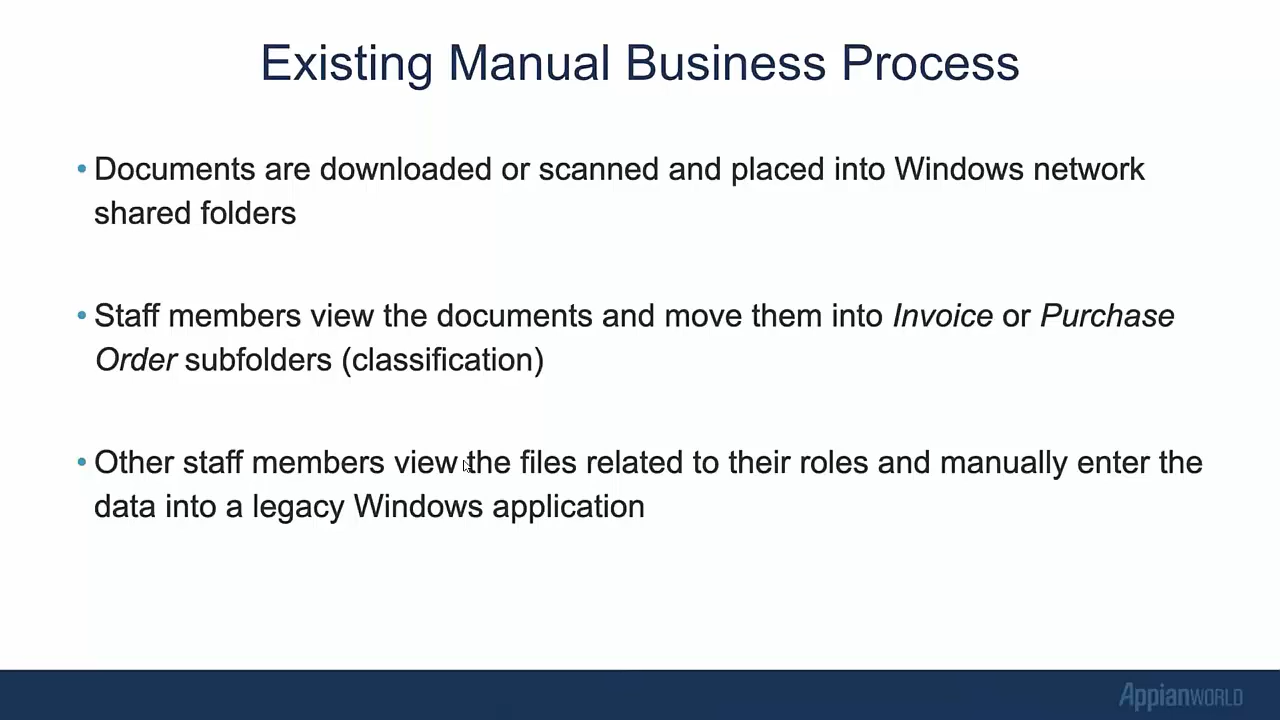 Existing Manual Business Process
• Documents are downloaded or scanned and placed into Windows network
shared folders
• Staff members view the documents and move them into Invoice or Purchase
Order subfolders (classification)
• Other staff members view the files related to their roles and manually enter the
data into a legacy Windows application
AppianWORLD